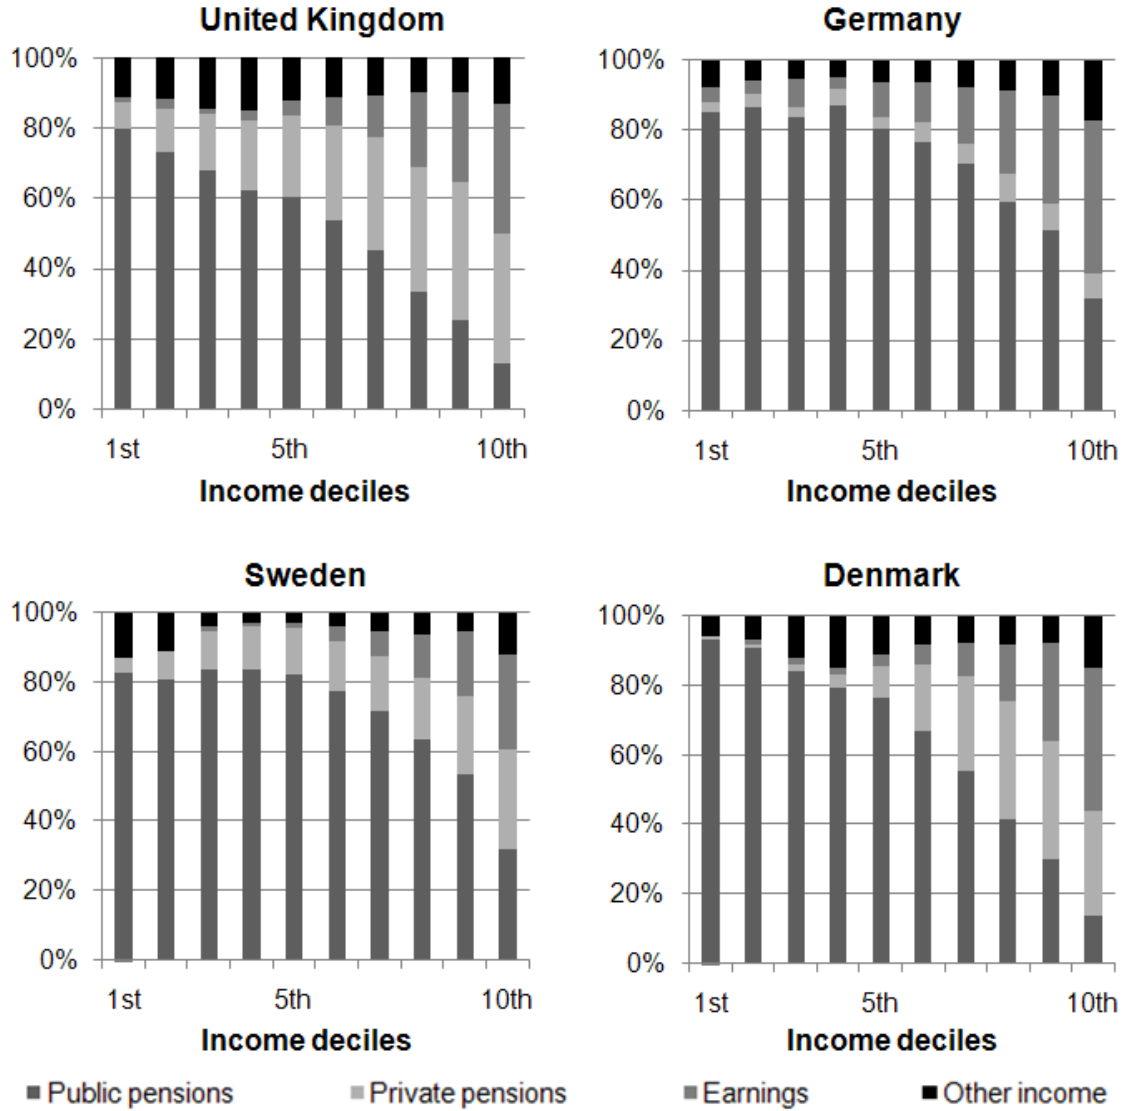 United Kingdom
100%
80%
60%
40%
20%
0%
1st 5th 10th
Income deciles
Germany
100%
80%
60%
40%
20%
0%
1st 5th 10th
Income deciles
Sweden
100%
80%
60%
40%
20%
0%
1st 5th 10th
Income deciles
Denmark
100%
80%
60%
40%
20%
0%
1st 5th 10th
Income deciles
Public pensions Private pensions Earnings Other income